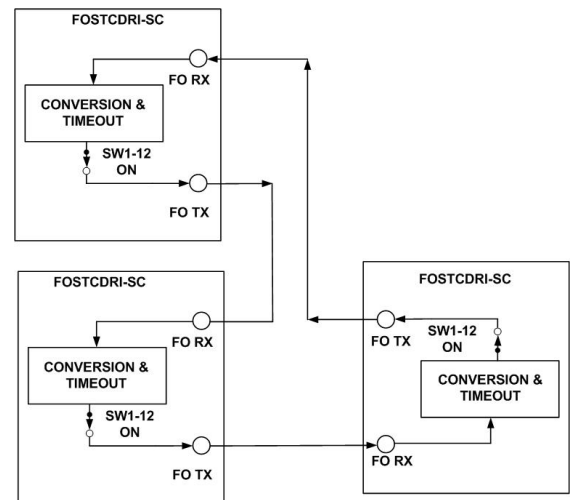 FOSTCDRI-SC
FO RX
CONVERSION &
TIMEOUT
SW1-12
ON
FO TX
FOSTCDRI-SC
FO RX
CONVERSION &
TIMEOUT
SW1-12
ON
FO TX
FOSTCDRI-SC
FO TX
SW1-12
ON
CONVERSION &
TIMEOUT
FO RX